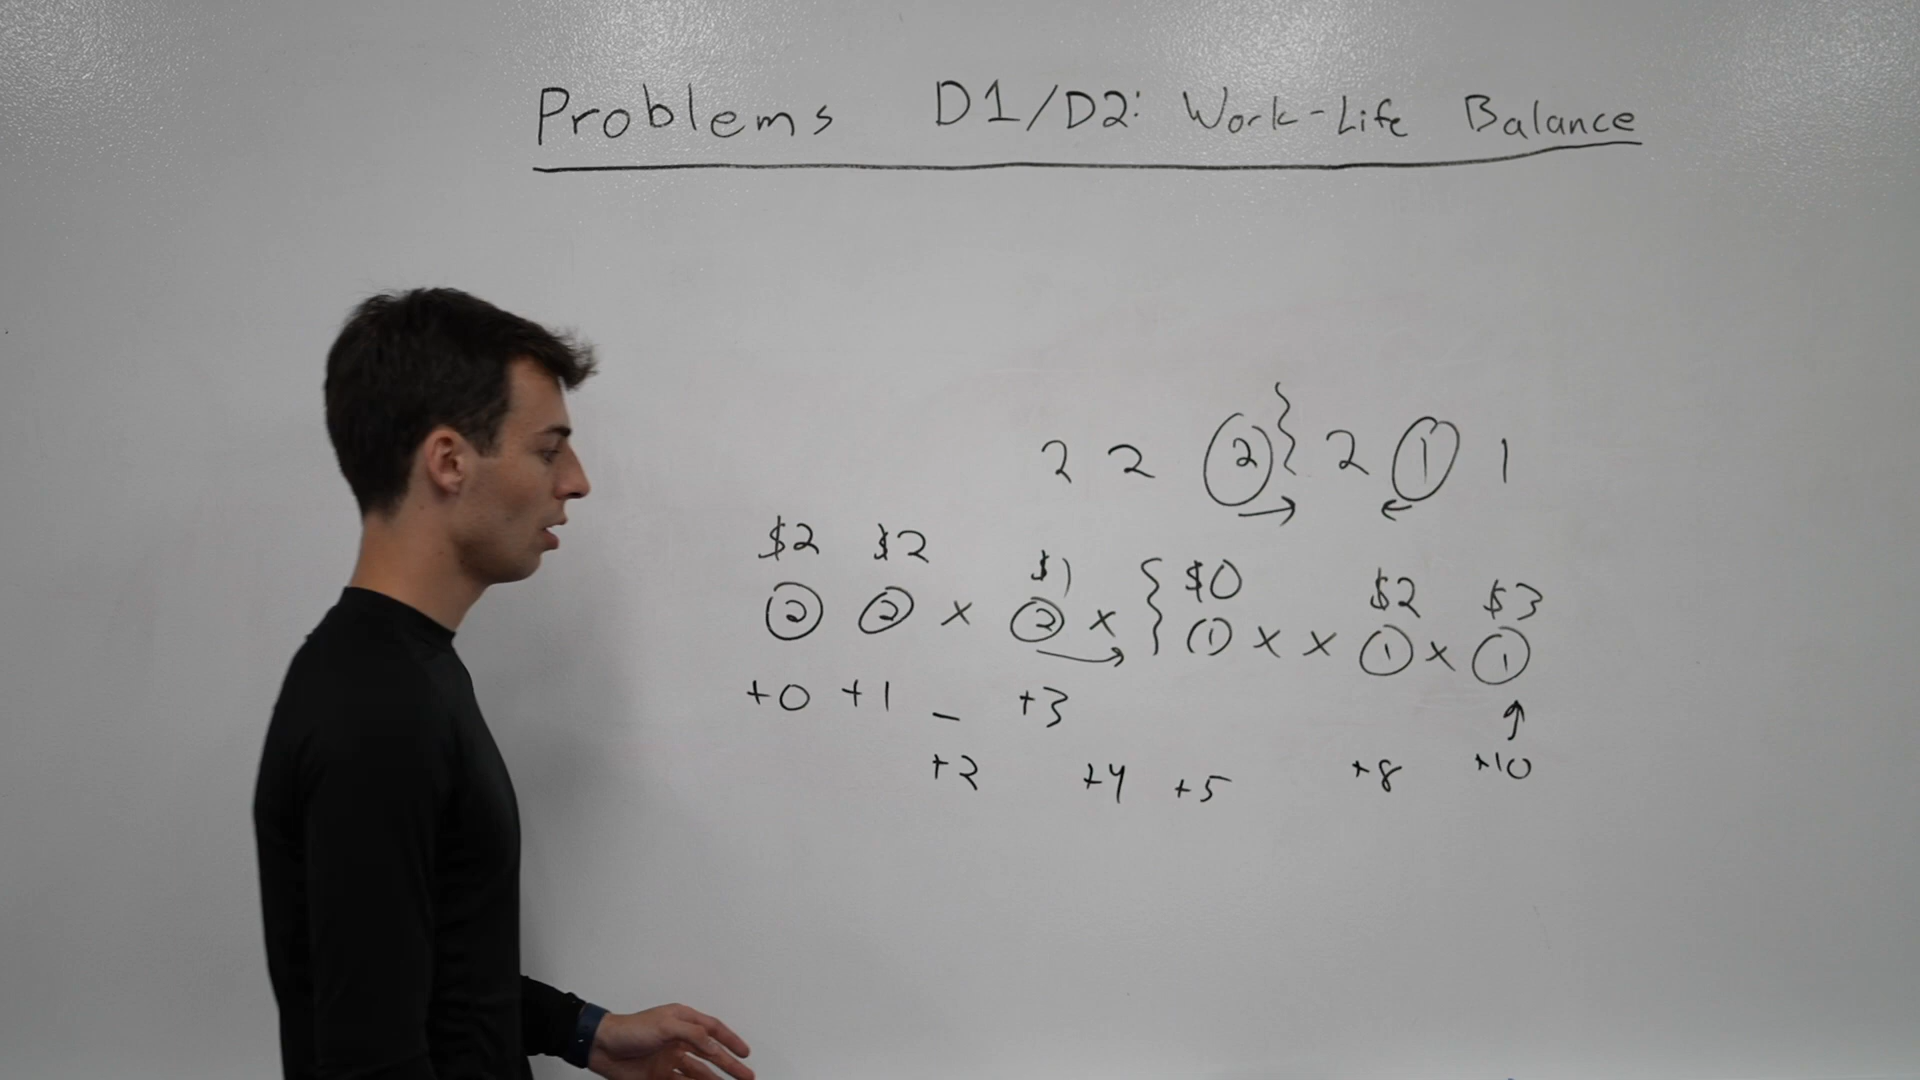 Problems D1/D2: Work-Life Balance
2 2 2 } 2 1 1
→ ←
$2 $2 $1 $0 $2 $3
2 2 x 2 x } 1 x x 1 x 1
→
+0 +1 _ +3 ↑
+2 +4 +5 +8 +10